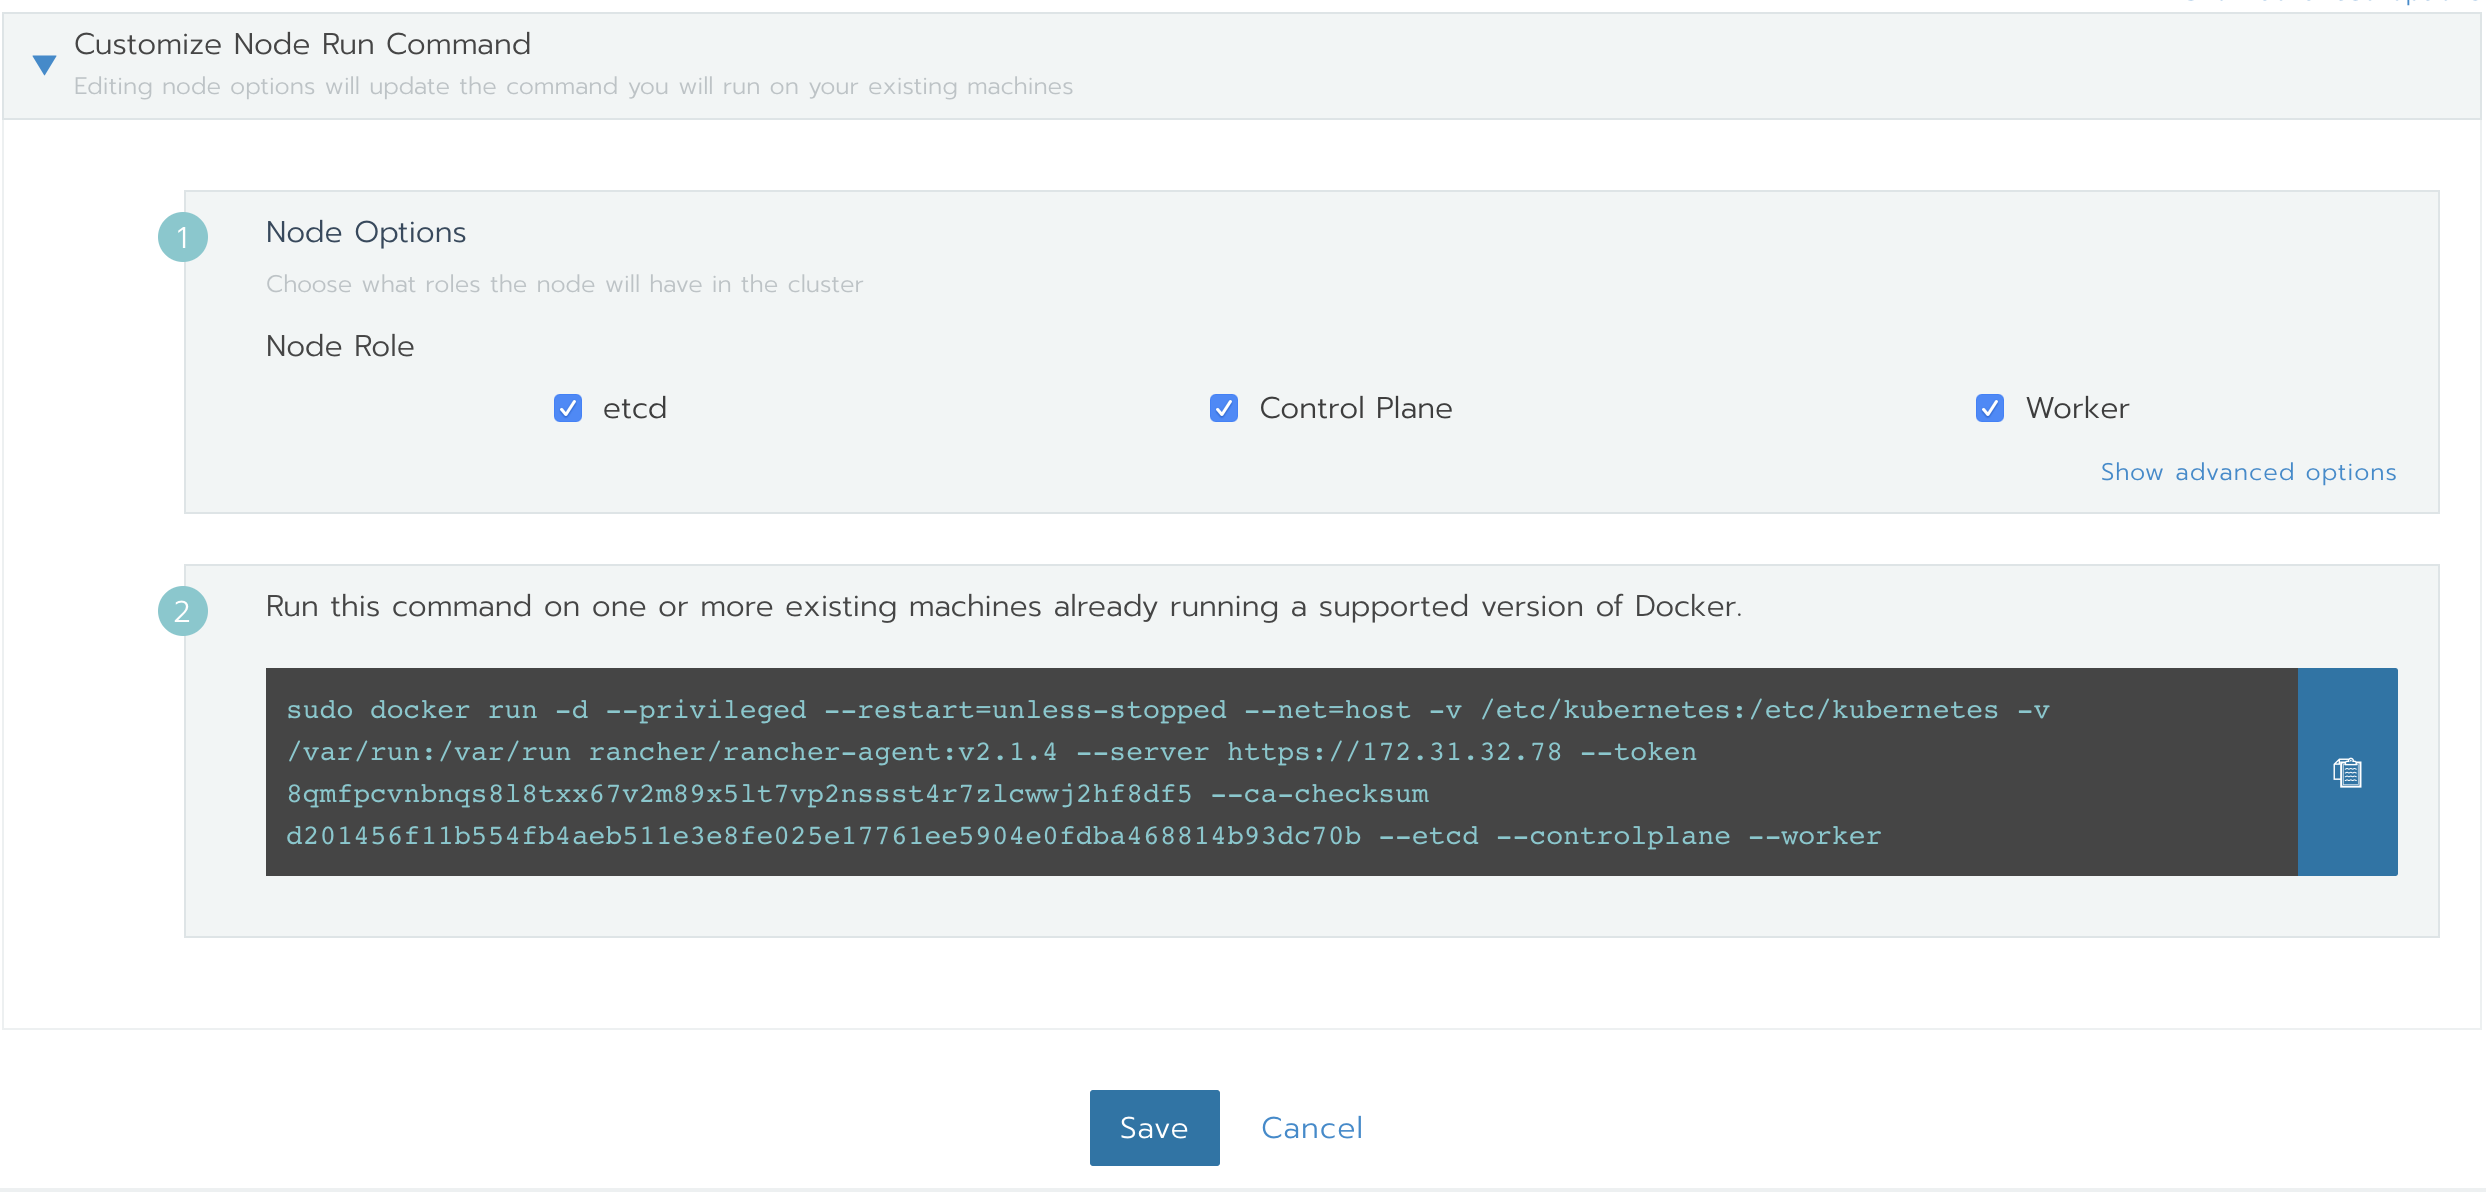 Customize Node Run Command
Editing node options will update the command you will run on your existing machines
1
Node Options
Choose what roles the node will have in the cluster
Node Role
etcd
Control Plane
Worker
Show advanced options
2
Run this command on one or more existing machines already running a supported version of Docker.
sudo docker run -d --privileged --restart=unless-stopped --net=host -v /etc/kubernetes:/etc/kubernetes -v
/var/run:/var/run rancher/rancher-agent:v2.1.4 --server https://172.31.32.78 --token
8qmfpcvnbnqs8l8txx67v2m89x5lt7vp2nssst4r7zlcwwj2hf8df5 --ca-checksum
d201456f11b554fb4aeb511e3e8fe025e17761ee5904e0fdba468814b93dc70b --etcd --controlplane --worker
Save
Cancel